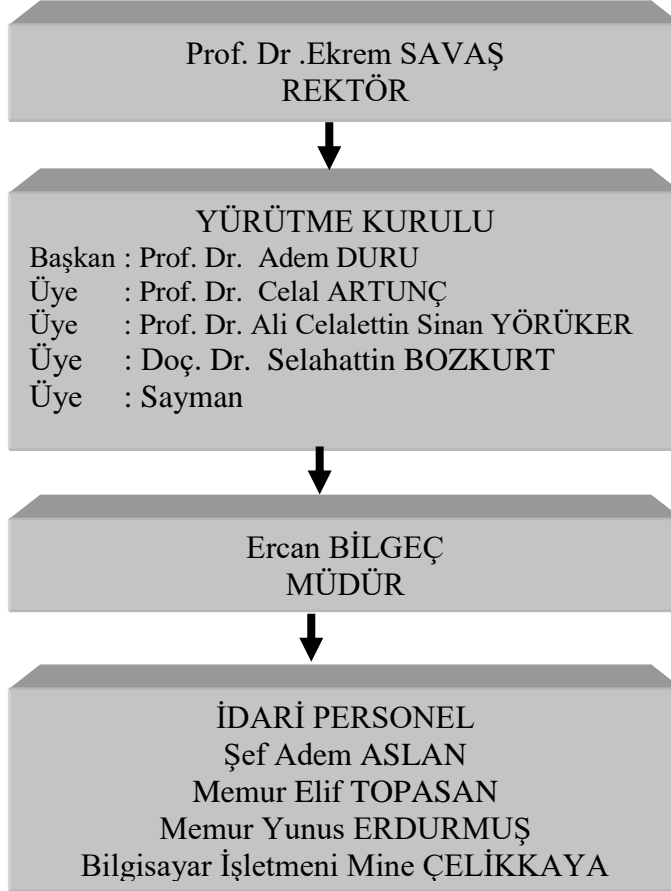 Prof. Dr .Ekrem SAVAŞ
REKTÖR
YÜRÜTME KURULU
Başkan : Prof. Dr. Adem DURU
Üye : Prof. Dr. Celal ARTUNÇ
Üye : Prof. Dr. Ali Celalettin Sinan YÖRÜKER
Üye : Doç. Dr. Selahattin BOZKURT
Üye : Sayman
Ercan BİLGEÇ
MÜDÜR
İDARİ PERSONEL
Şef Adem ASLAN
Memur Elif TOPASAN
Memur Yunus ERDURMUŞ
Bilgisayar İşletmeni Mine ÇELİKKAYA